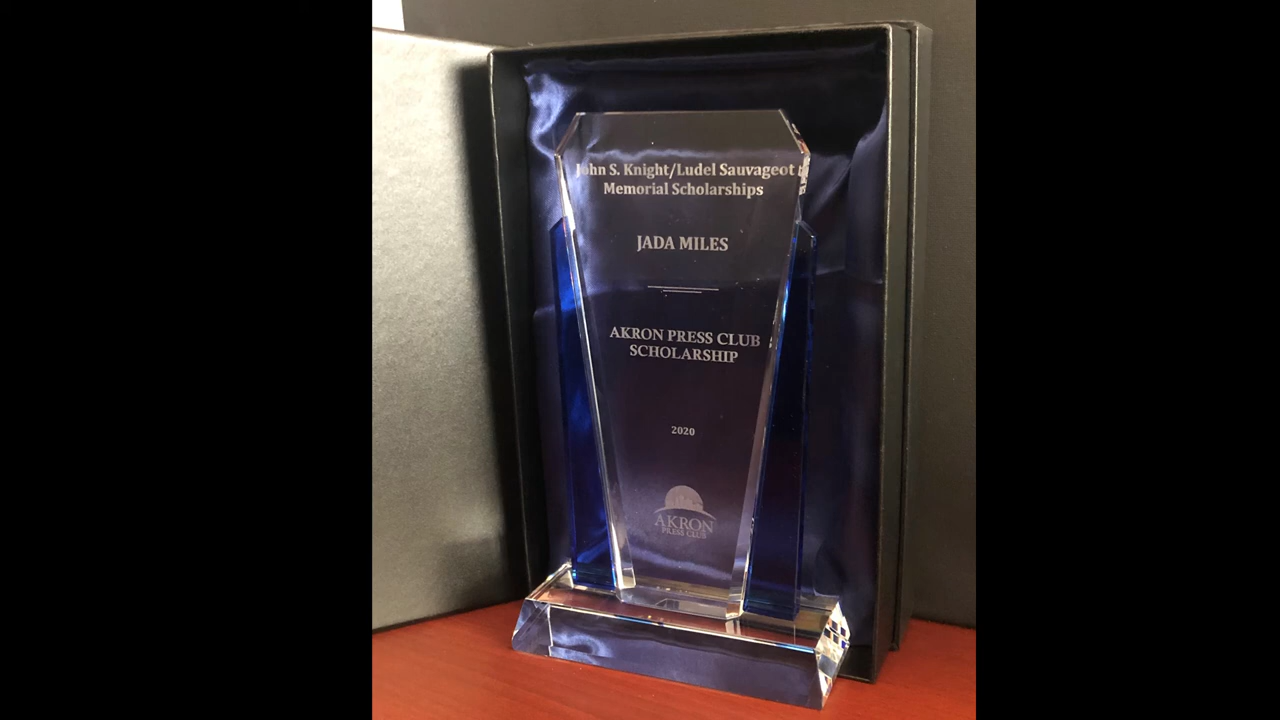 John S. Knight/Ludel Sauvageot
Memorial Scholarships
JADA MILES
AKRON PRESS CLUB
SCHOLARSHIP
2020
AKRON
PRESS CLUB